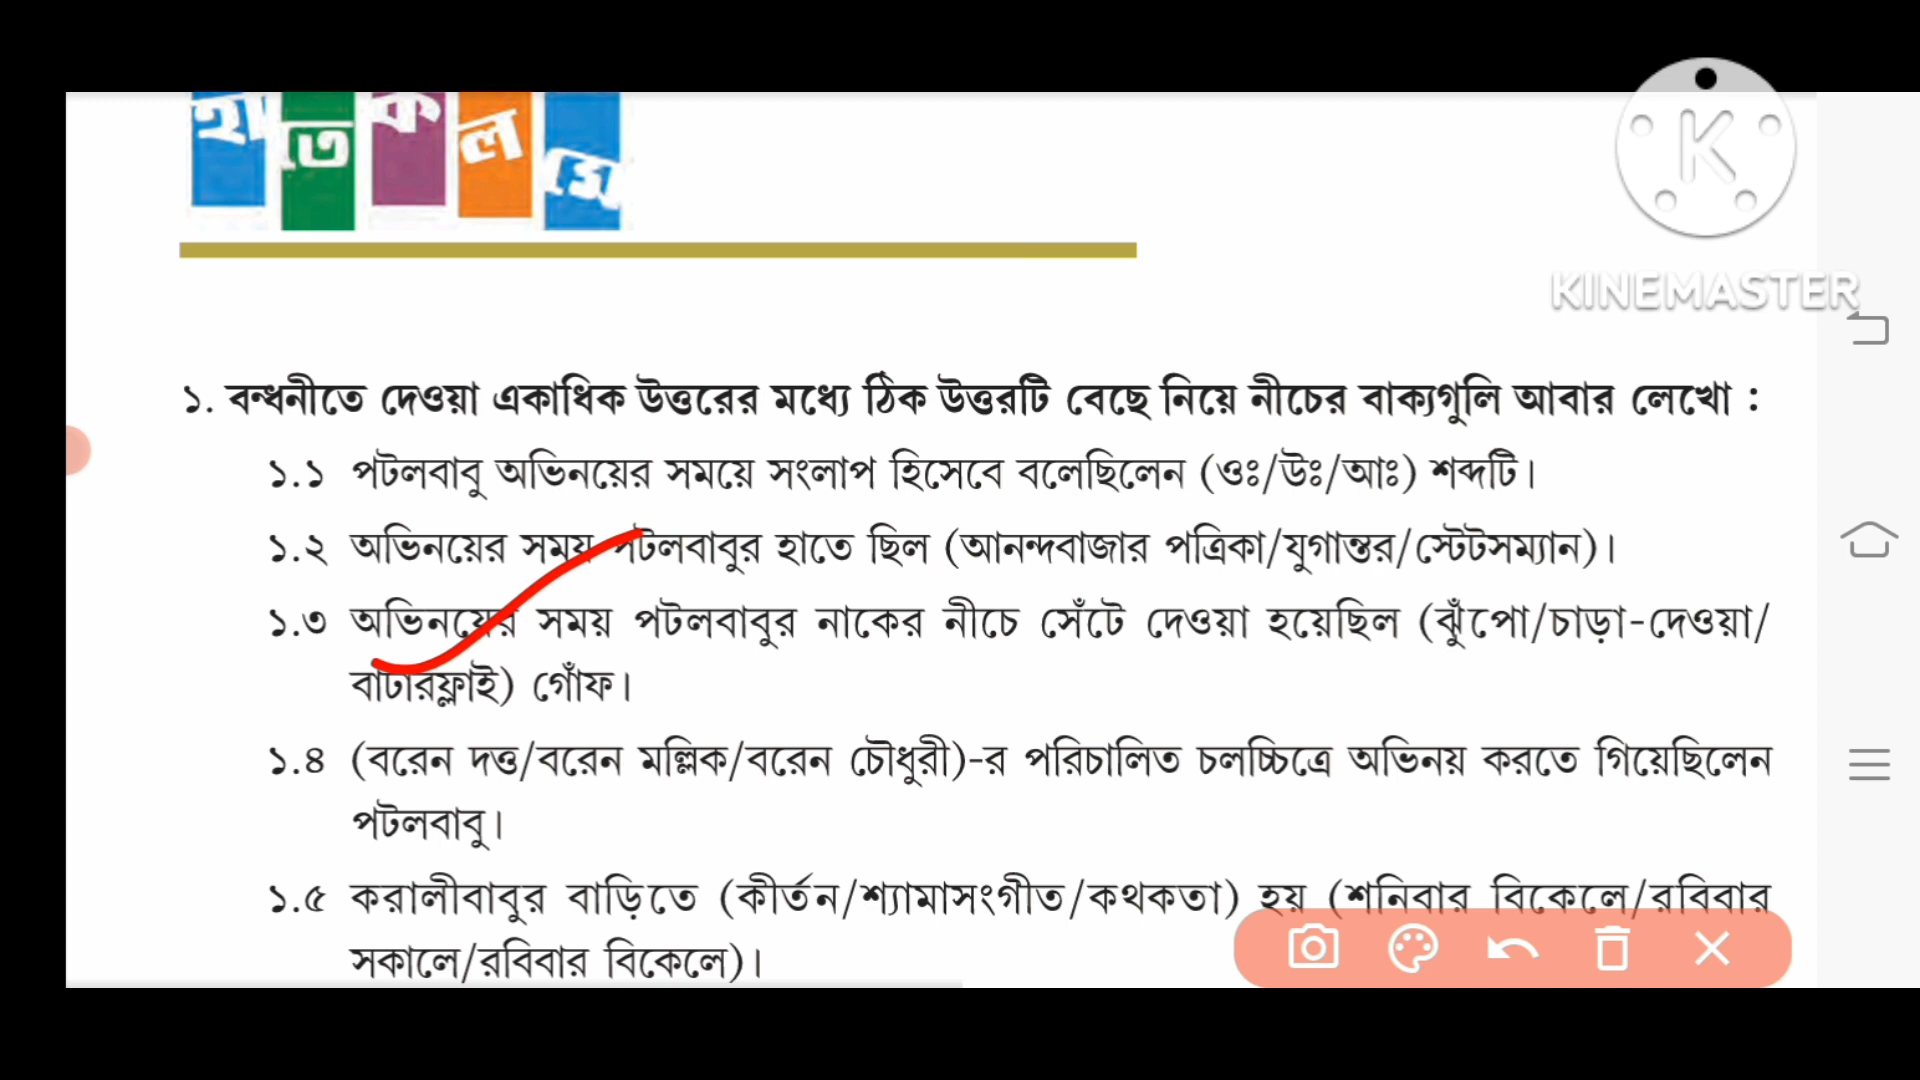 হাতেকলমে
K
KINEMASTER
১. বন্ধনীতে দেওয়া একাধিক উত্তরের মধ্যে ঠিক উত্তরটি বেছে নিয়ে নীচের বাক্যগুলি আবার লেখো :
১.১ পটলবাবু অভিনয়ের সময়ে সংলাপ হিসেবে বলেছিলেন (ওঃ/উঃ/আঃ) শব্দটি।
১.২ অভিনয়ের সময় পটলবাবুর হাতে ছিল (আনন্দবাজার পত্রিকা/যুগান্তর/স্টেটসম্যান)।
১.৩ অভিনয়ের সময় পটলবাবুর নাকের নীচে সেঁটে দেওয়া হয়েছিল (ঝুঁপো/চাড়া-দেওয়া/
বাটারফ্লাই) গোঁফ।
১.৪ (বরেন দত্ত/বরেন মল্লিক/বরেন চৌধুরী)-র পরিচালিত চলচ্চিত্রে অভিনয় করতে গিয়েছিলেন
পটলবাবু।
১.৫ করালীবাবুর বাড়িতে (কীর্তন/শ্যামাসংগীত/কথকতা) হয় (শনিবার বিকেলে/রবিবার
সকালে/রবিবার বিকেলে)।